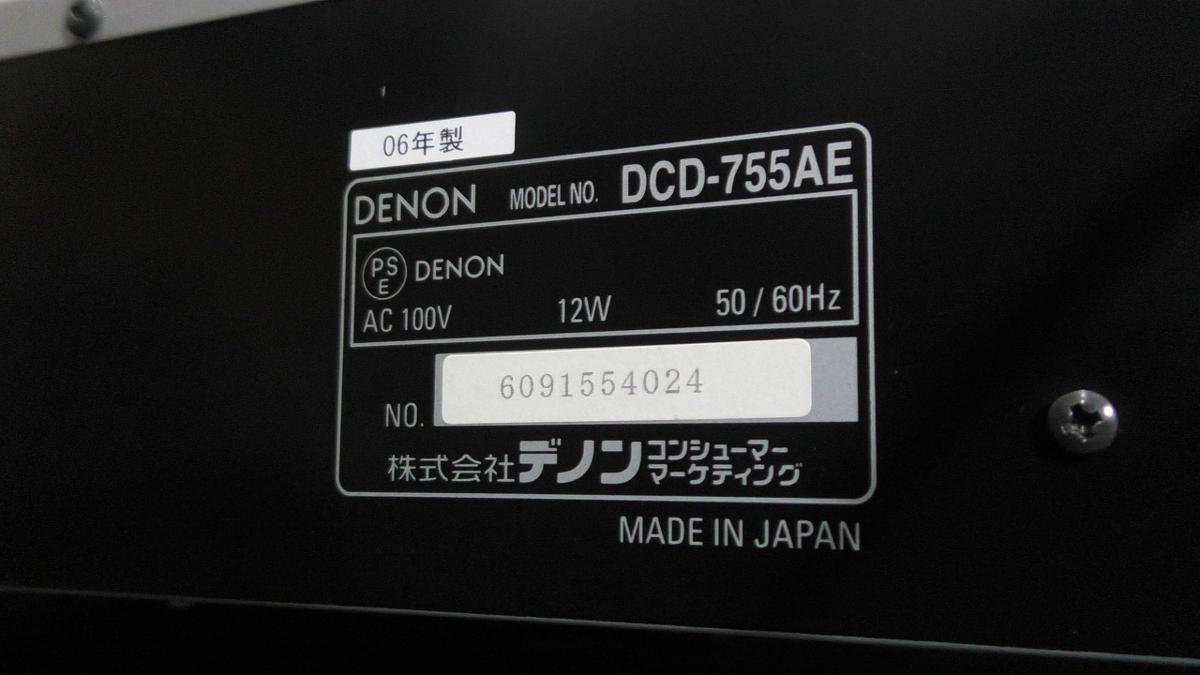 06年製
DENON MODEL NO. DCD-755AE
PS
E
DENON
AC 100V 12W 50 / 60Hz
NO. 6091554024
株式会社デノン コンシューマー
マーケティング
MADE IN JAPAN